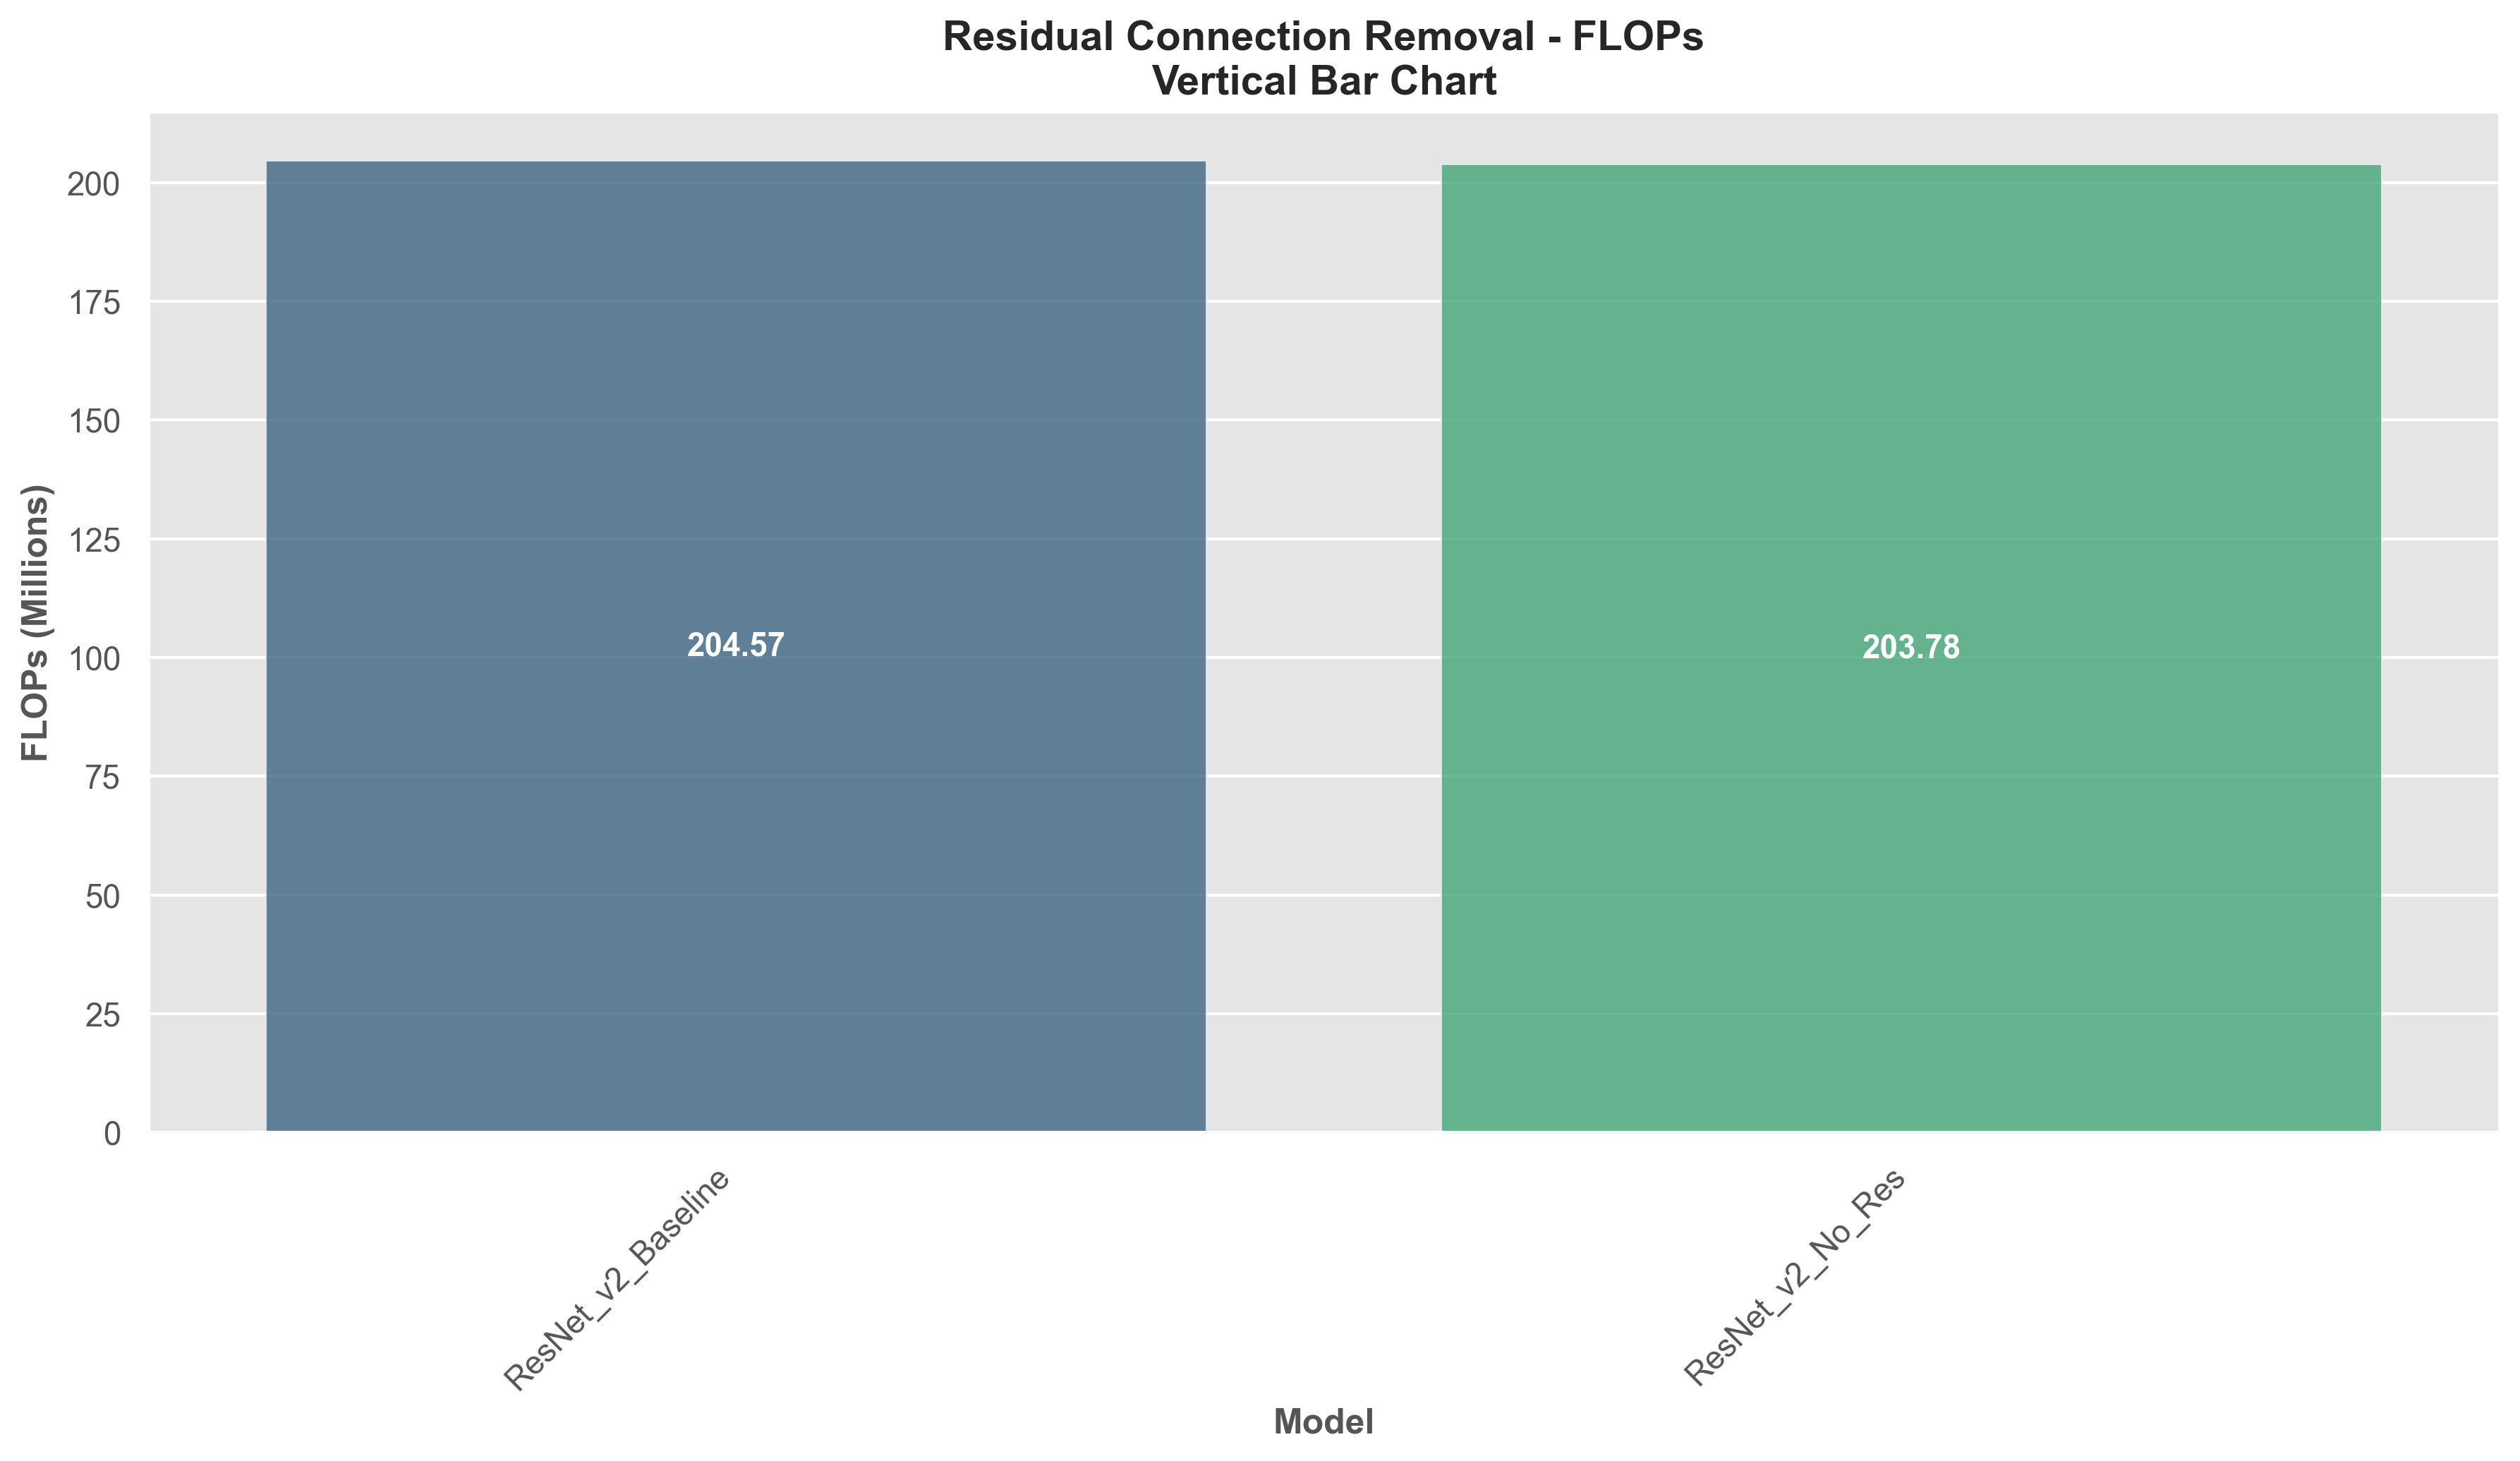 Residual Connection Removal - FLOPs
Vertical Bar Chart
FLOPs (Millions)
200
175
150
125
100
75
50
25
0
204.57
203.78
ResNet_v2_Baseline
ResNet_v2_No_Res
Model